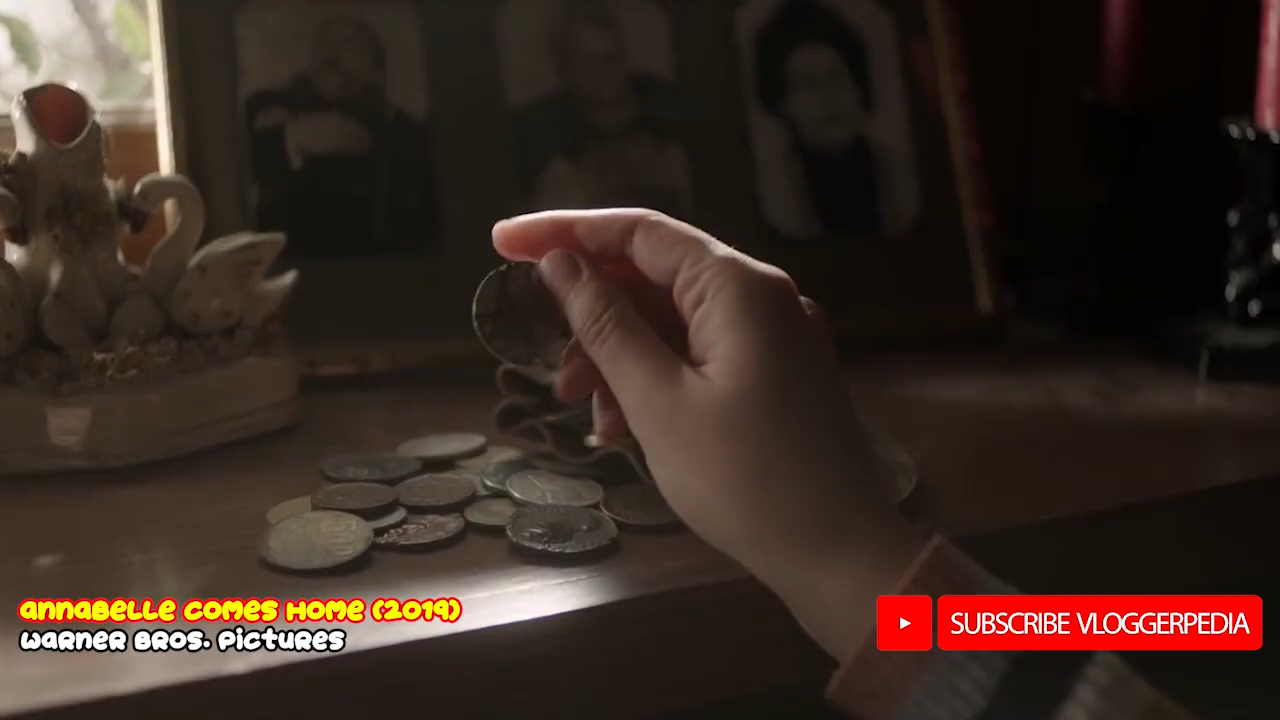 ANNABELLE COMES HOME (2019)
WARNER BROS. PICTURES
SUBSCRIBE VLOGGERPEDIA